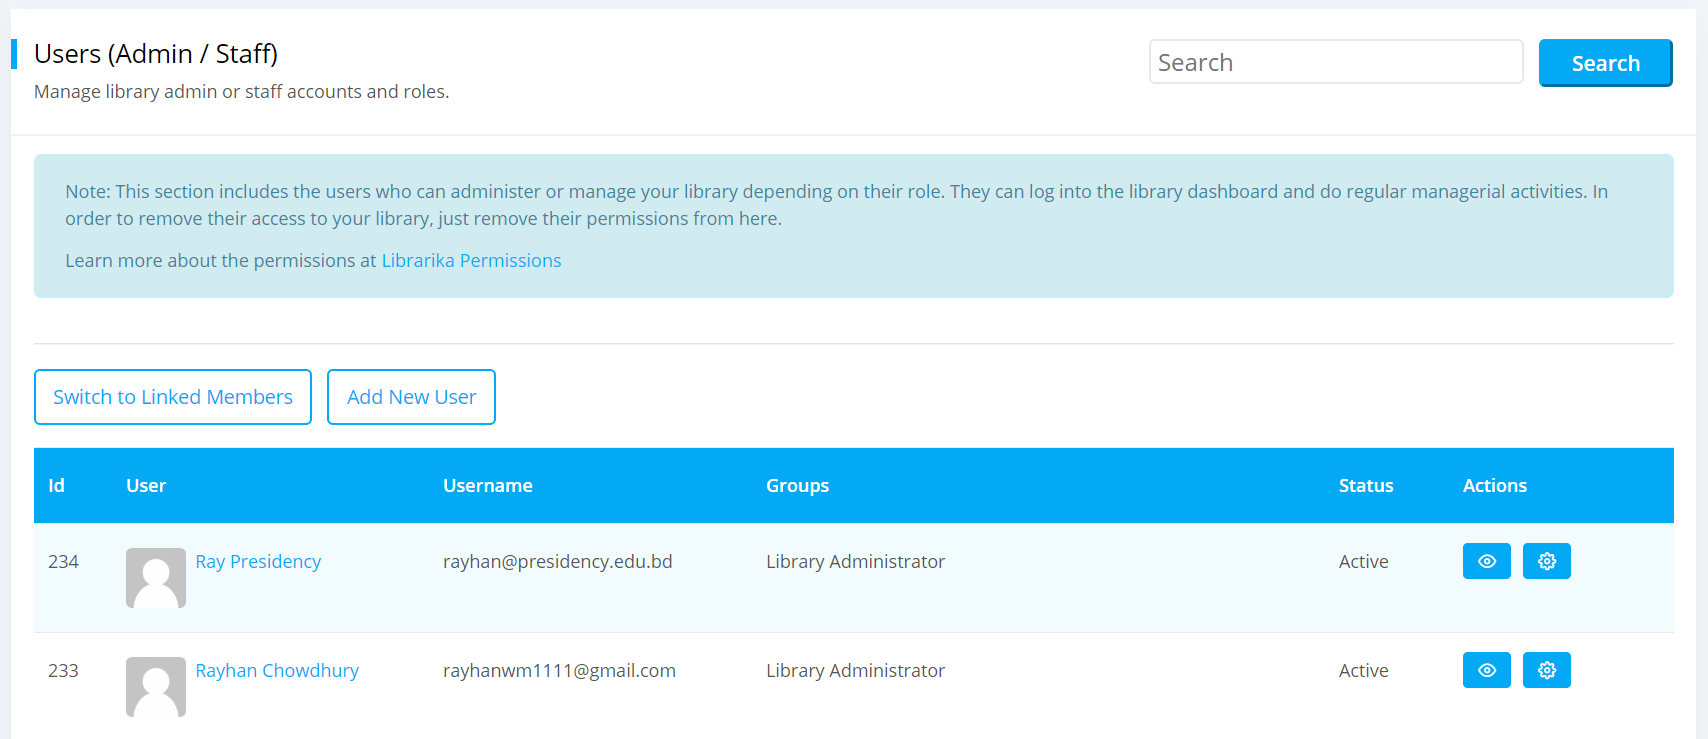 Users (Admin / Staff)
Manage library admin or staff accounts and roles.
Search
Search
Note: This section includes the users who can administer or manage your library depending on their role. They can log into the library dashboard and do regular managerial activities. In
order to remove their access to your library, just remove their permissions from here.
Learn more about the permissions at Librarika Permissions
Switch to Linked Members
Add New User
Id User Username Groups Status Actions
234 Ray Presidency rayhan@presidency.edu.bd Library Administrator Active
233 Rayhan Chowdhury rayhanwm1111@gmail.com Library Administrator Active